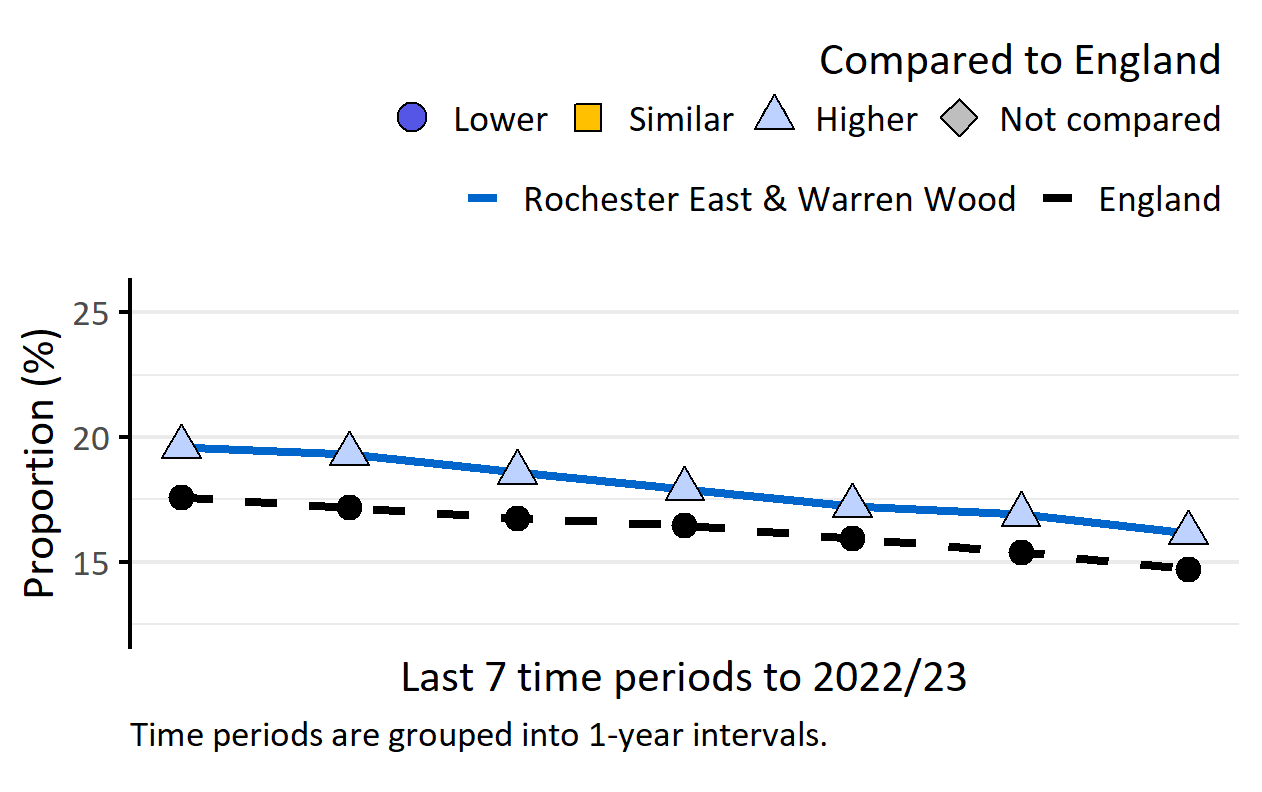 Compared to England
Lower Similar Higher Not compared
Rochester East & Warren Wood England
Proportion (%)
25
20
15
Last 7 time periods to 2022/23
Time periods are grouped into 1-year intervals.